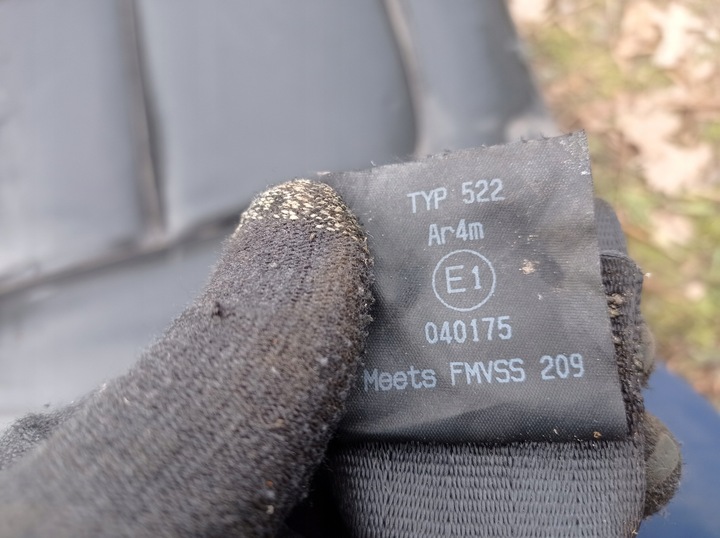 TYP 522
Ar4m
E1
040175
Meets FMVSS 209